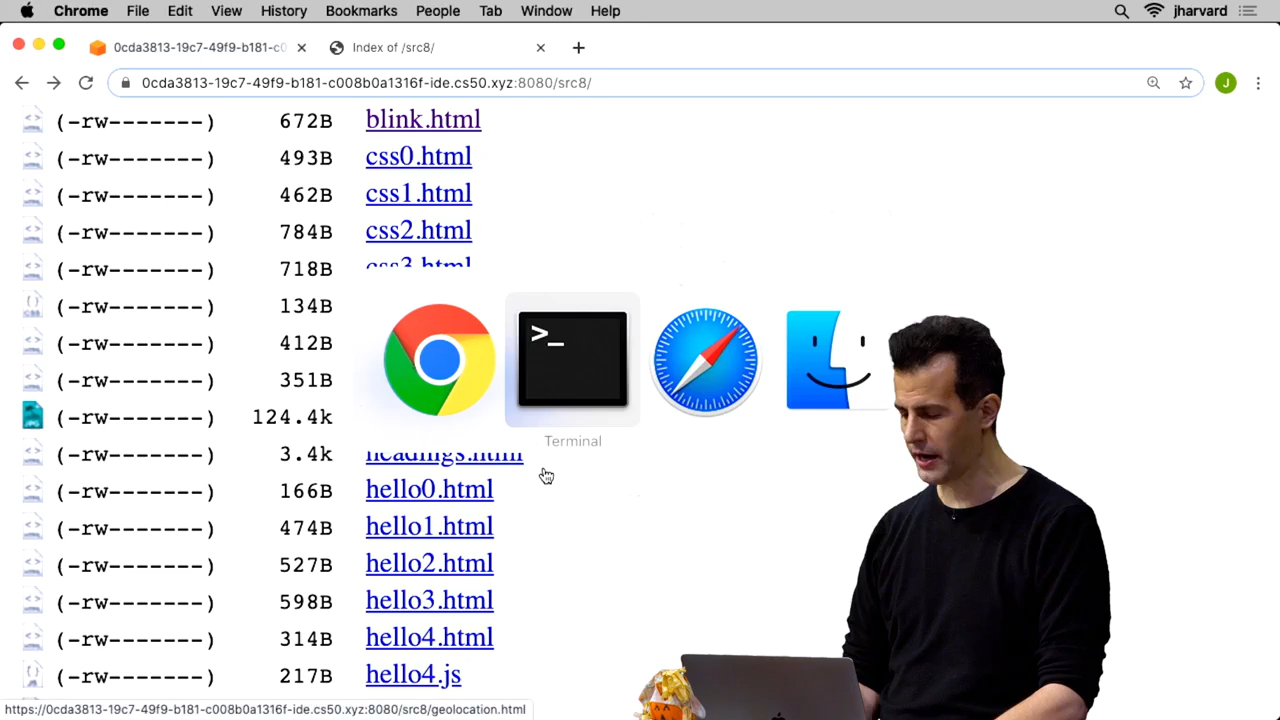 Chrome File Edit View History Bookmarks People Tab Window Help jharvard
0cda3813-19c7-49f9-b181-c0 Index of /src8/
0cda3813-19c7-49f9-b181-c008b0a1316f-ide.cs50.xyz:8080/src8/ J
(-rw-------) 672B blink.html
(-rw-------) 493B css0.html
(-rw-------) 462B css1.html
(-rw-------) 784B css2.html
(-rw-------) 718B css3.html
(-rw-------) 134B
(-rw-------) 412B
>_
(-rw-------) 351B
(-rw-------) 124.4k
Terminal
(-rw-------) 3.4k headings.html
(-rw-------) 166B hello0.html
(-rw-------) 474B hello1.html
(-rw-------) 527B hello2.html
(-rw-------) 598B hello3.html
(-rw-------) 314B hello4.html
(-rw-------) 217B hello4.js
https://0cda3813-19c7-49f9-b181-c008b0a1316f-ide.cs50.xyz:8080/src8/geolocation.html